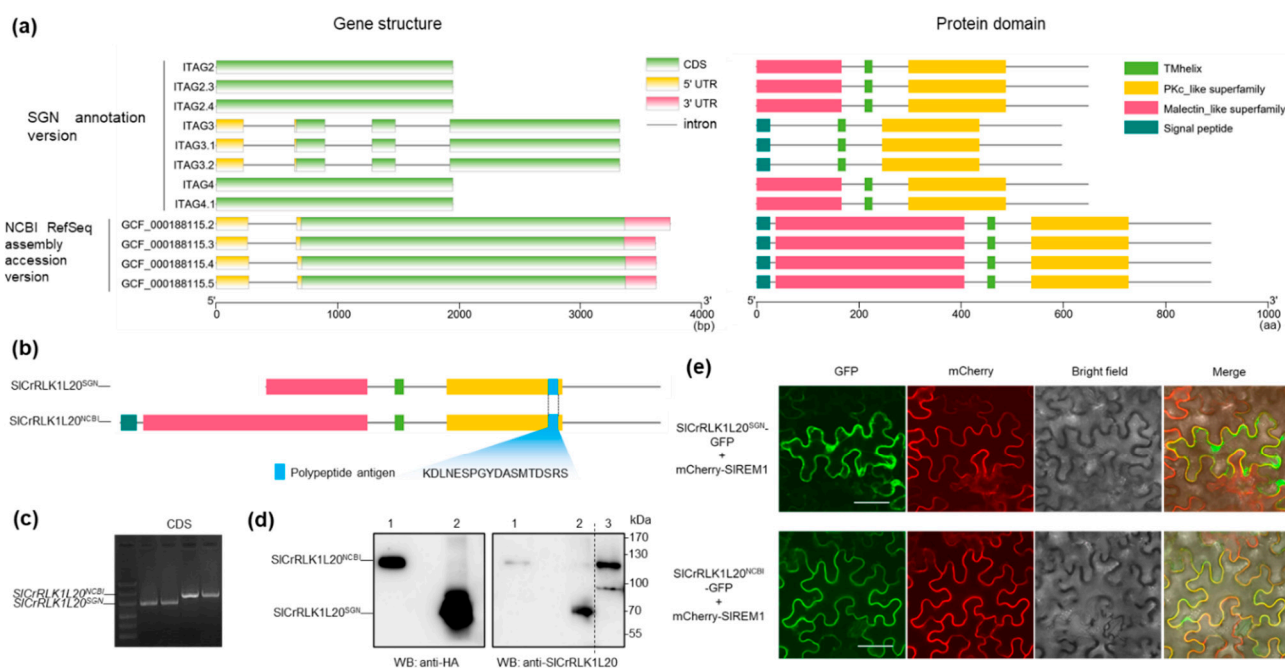 (a)
Gene structure
Protein domain
SGN annotation
version
ITAG2
ITAG2.3
ITAG2.4
ITAG3
ITAG3.1
ITAG3.2
ITAG4
ITAG4.1
NCBI RefSeq
assembly
accession
version
GCF_000188115.2
GCF_000188115.3
GCF_000188115.4
GCF_000188115.5
CDS
5' UTR
3' UTR
intron
5'
3'
0 1000 2000 3000 4000
(bp)
TMhelix
PKc_like superfamily
Malectin_like superfamily
Signal peptide
5'
3'
0 200 400 600 800 1000
(aa)
(b)
SlCrRLK1L20SGN
SlCrRLK1L20NCBI
Polypeptide antigen
KDLNESPGYDASMTDSRS
(c)
CDS
SlCrRLK1L20NCBI
SlCrRLK1L20SGN
(d)
1 2 1 2 3 kDa
SlCrRLK1L20NCBI
SlCrRLK1L20SGN
170
130
100
70
55
WB: anti-HA
WB: anti-SlCrRLK1L20
(e)
GFP mCherry Bright field Merge
SlCrRLK1L20SGN-
GFP
+
mCherry-SlREM1
SlCrRLK1L20NCBI
-GFP
+
mCherry-SlREM1